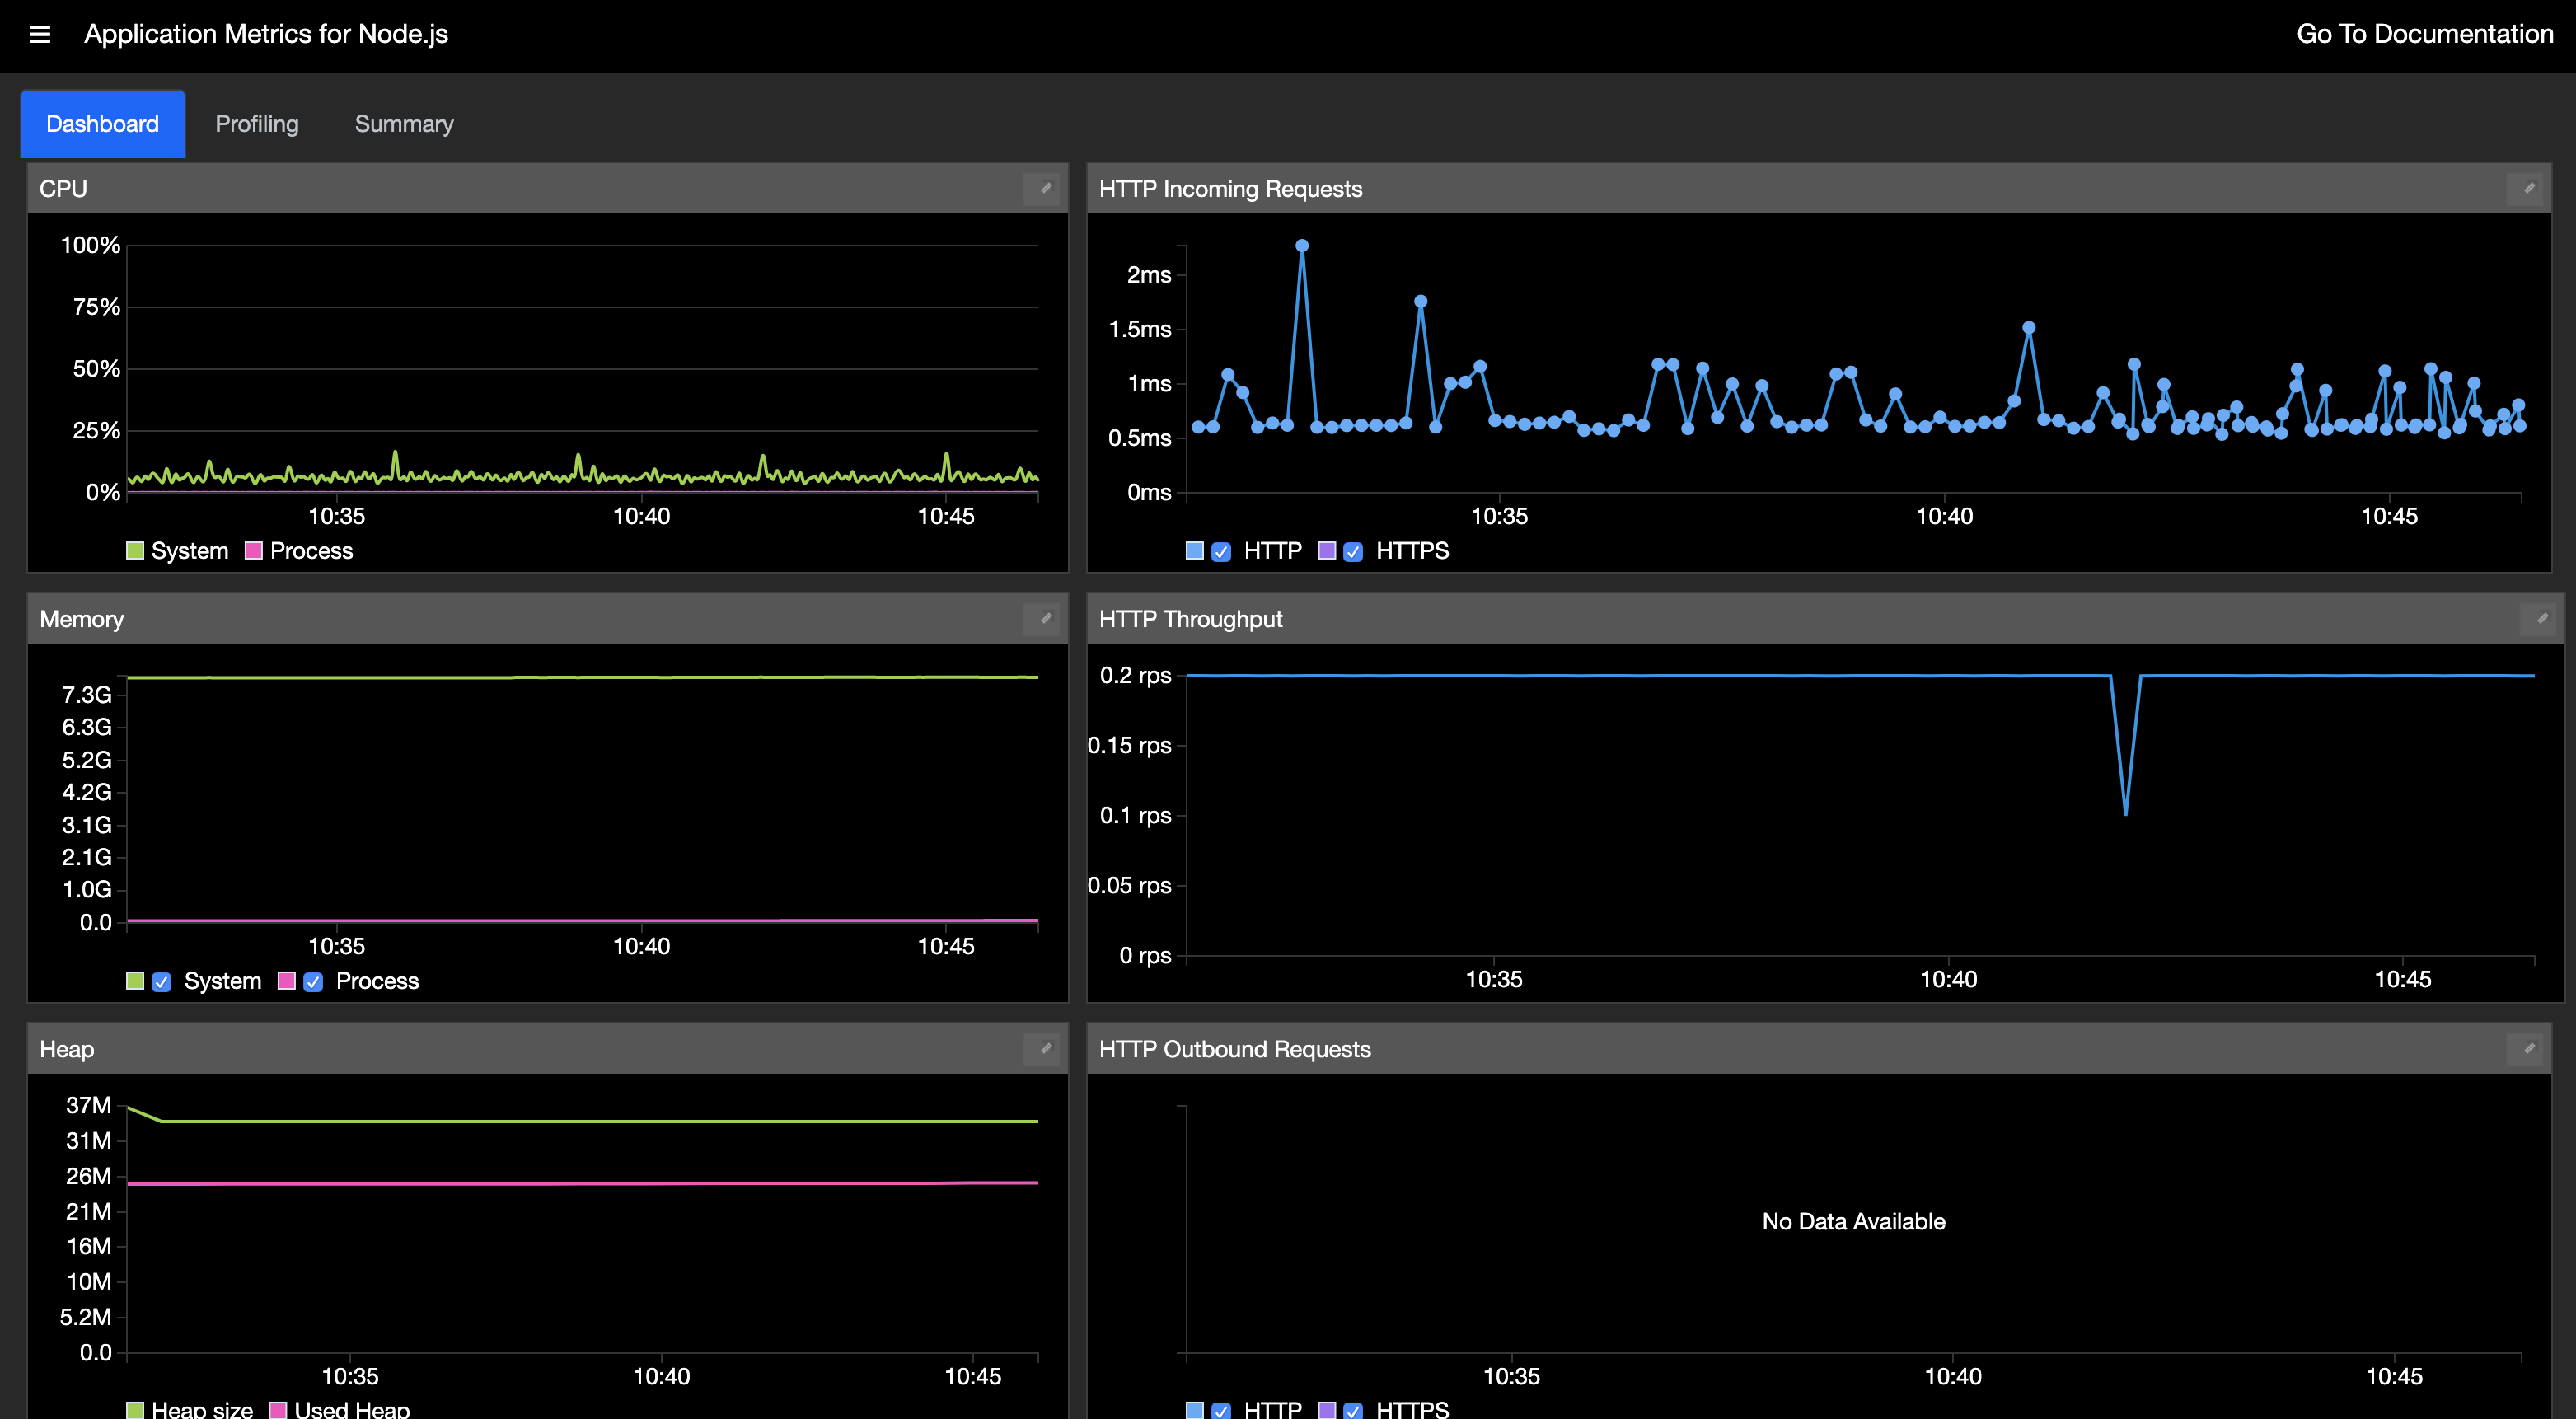 Application Metrics for Node.js
Go To Documentation
Dashboard Profiling Summary
CPU
100%
75%
50%
25%
0%
10:35 10:40 10:45
System Process
HTTP Incoming Requests
2ms
1.5ms
1ms
0.5ms
0ms
10:35 10:40 10:45
HTTP HTTPS
Memory
7.3G
6.3G
5.2G
4.2G
3.1G
2.1G
1.0G
0.0
10:35 10:40 10:45
System Process
HTTP Throughput
0.2 rps
0.15 rps
0.1 rps
0.05 rps
0 rps
10:35 10:40 10:45
Heap
37M
31M
26M
21M
16M
10M
5.2M
0.0
10:35 10:40 10:45
Heap size Used Heap
HTTP Outbound Requests
No Data Available
10:35 10:40 10:45
HTTP HTTPS